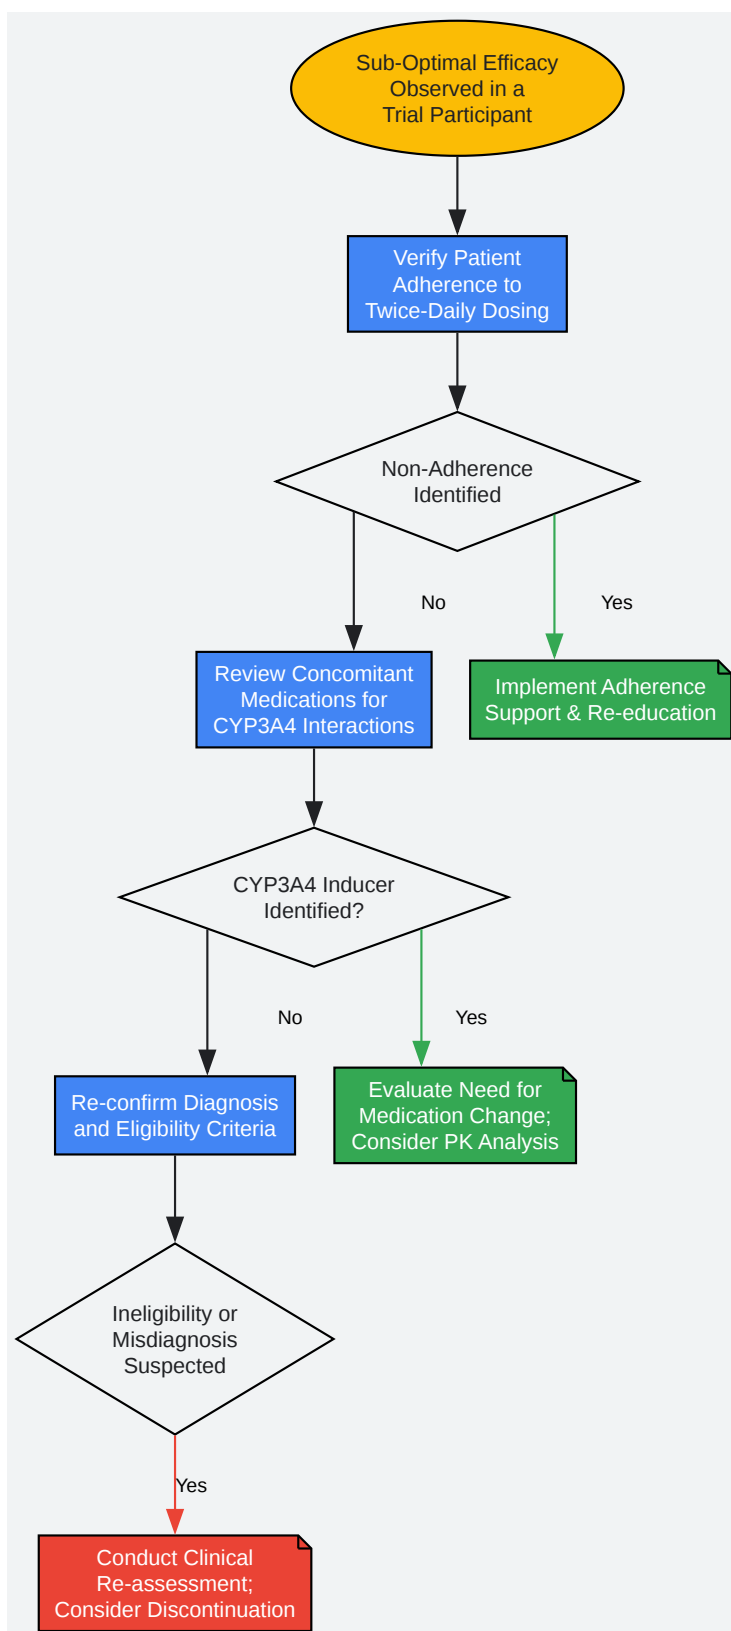 Sub-Optimal Efficacy
Observed in a
Trial Participant
Verify Patient
Adherence to
Twice-Daily Dosing
Non-Adherence
Identified
No
Yes
Review Concomitant
Medications for
CYP3A4 Interactions
Implement Adherence
Support & Re-education
CYP3A4 Inducer
Identified?
No
Yes
Re-confirm Diagnosis
and Eligibility Criteria
Evaluate Need for
Medication Change;
Consider PK Analysis
Ineligibility or
Misdiagnosis
Suspected
Yes
Conduct Clinical
Re-assessment;
Consider Discontinuation